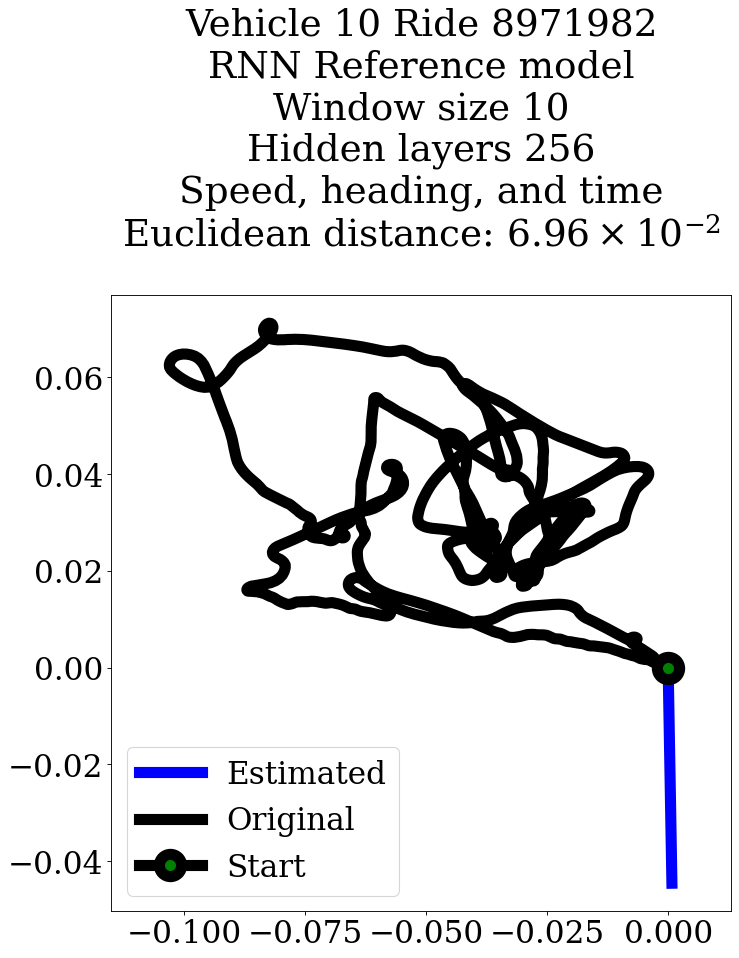 Vehicle 10 Ride 8971982
RNN Reference model
Window size 10
Hidden layers 256
Speed, heading, and time
Euclidean distance: 6.96 × 10⁻²
0.06
0.04
0.02
0.00
−0.02
−0.04
Estimated
Original
Start
−0.100 −0.075 −0.050 −0.025 0.000